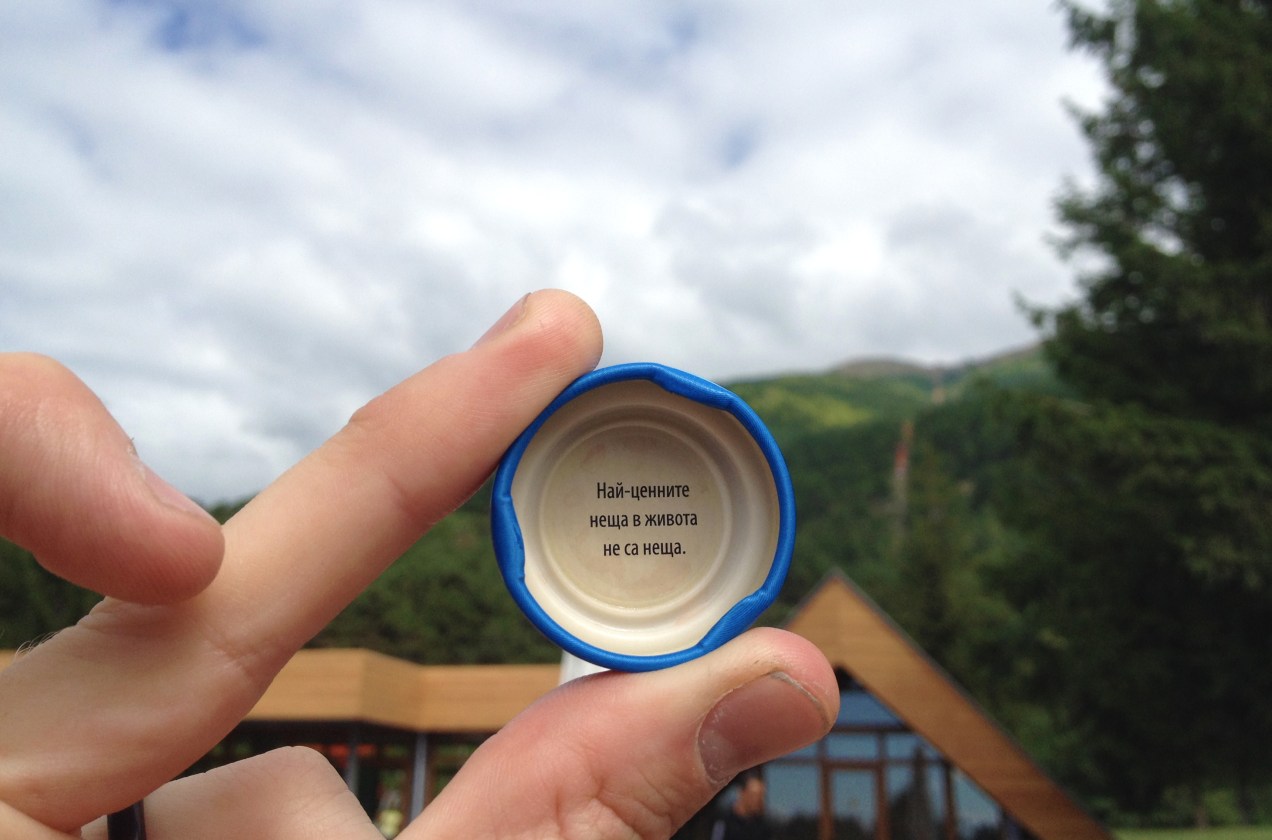 Най-ценните
неща в живота
не са неща.